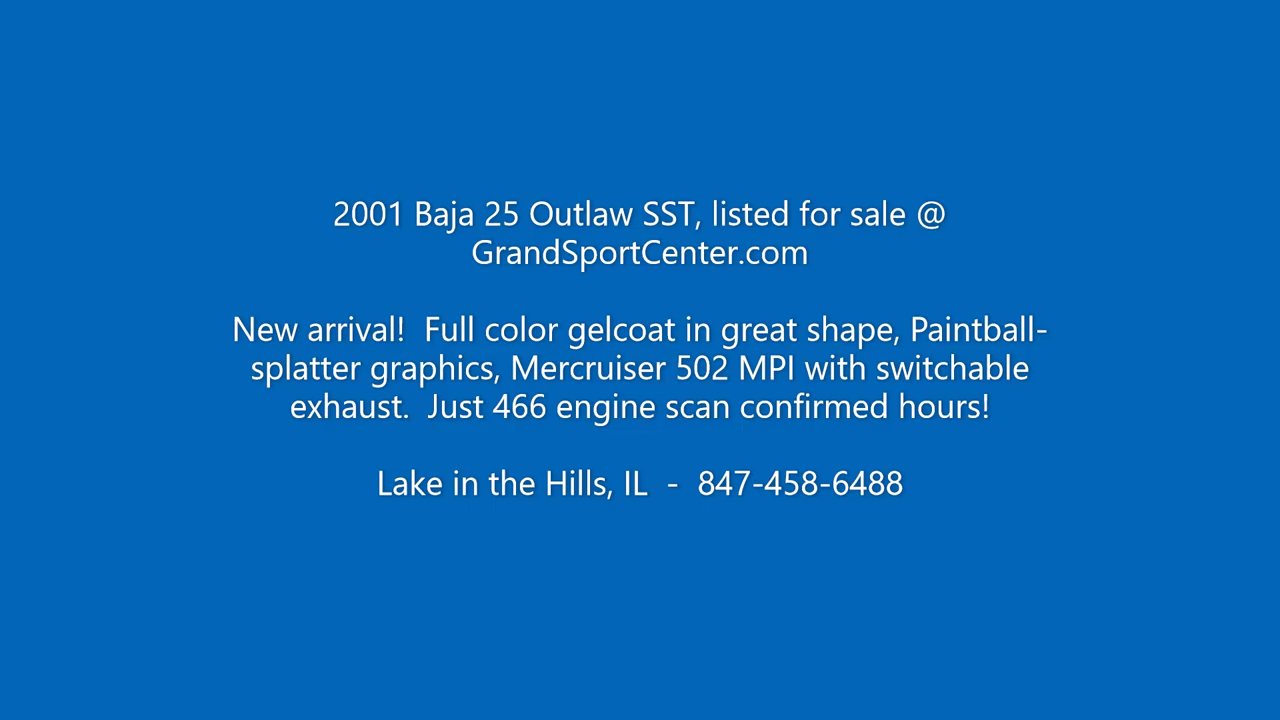 2001 Baja 25 Outlaw SST, listed for sale @
GrandSportCenter.com
New arrival!  Full color gelcoat in great shape, Paintball-
splatter graphics, Mercruiser 502 MPI with switchable
exhaust.  Just 466 engine scan confirmed hours!
Lake in the Hills, IL  -  847-458-6488